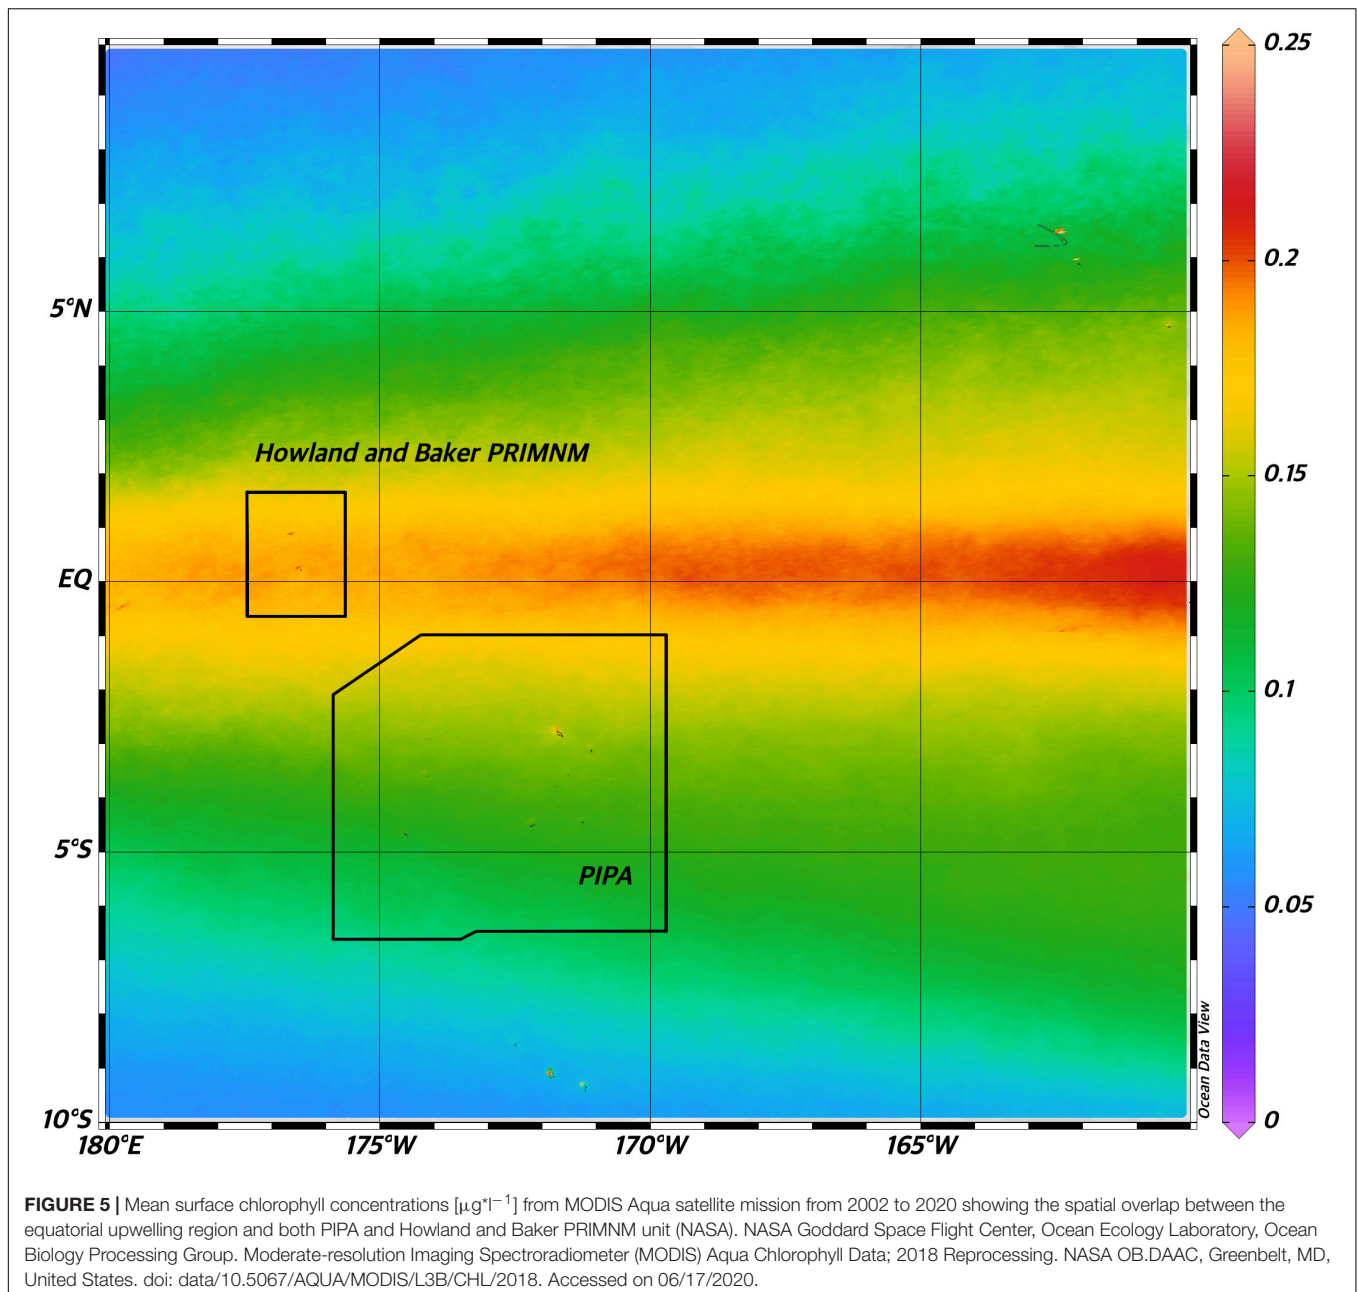 0.25
0.2
5°N
0.15
Howland and Baker PRIMNM
EQ
0.1
5°S
PIPA
0.05
Ocean Data View
10°S
0
180°E
175°W
170°W
165°W
FIGURE 5 | Mean surface chlorophyll concentrations [μg*l−1] from MODIS Aqua satellite mission from 2002 to 2020 showing the spatial overlap between the
equatorial upwelling region and both PIPA and Howland and Baker PRIMNM unit (NASA). NASA Goddard Space Flight Center, Ocean Ecology Laboratory, Ocean
Biology Processing Group. Moderate-resolution Imaging Spectroradiometer (MODIS) Aqua Chlorophyll Data; 2018 Reprocessing. NASA OB.DAAC, Greenbelt, MD,
United States. doi: data/10.5067/AQUA/MODIS/L3B/CHL/2018. Accessed on 06/17/2020.